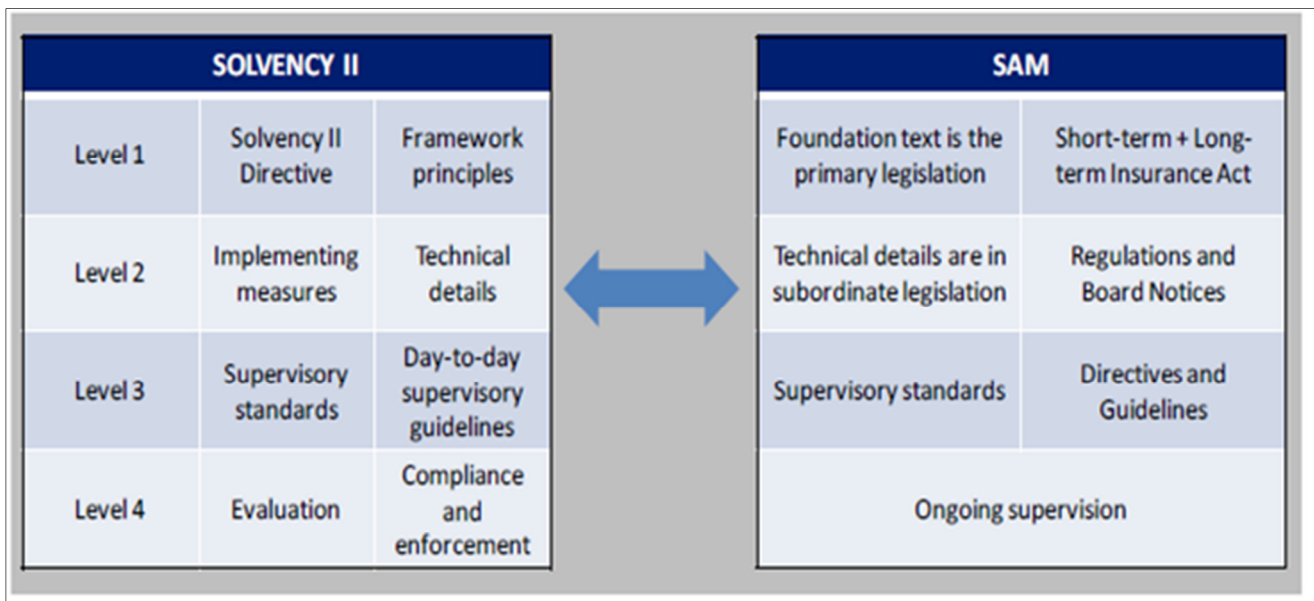 SOLVENCY II
Level 1
Solvency II
Directive
Framework
principles
Level 2
Implementing
measures
Technical
details
Level 3
Supervisory
standards
Day-to-day
supervisory
guidelines
Level 4
Evaluation
Compliance
and
enforcement
SAM
Foundation text is the
primary legislation
Short-term + Long-
term Insurance Act
Technical details are in
subordinate legislation
Regulations and
Board Notices
Supervisory standards
Directives and
Guidelines
Ongoing supervision